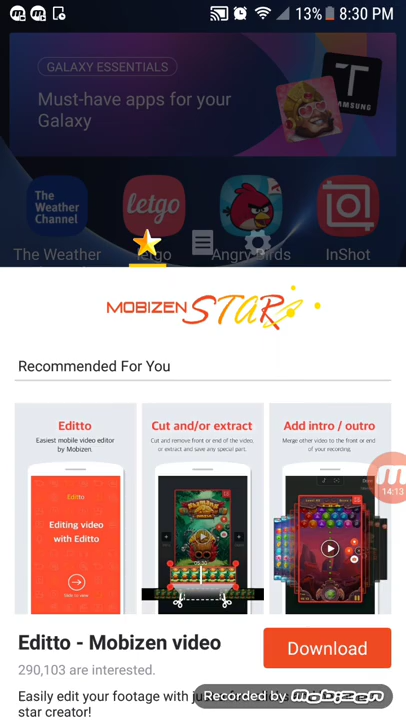 13% 8:30 PM
GALAXY ESSENTIALS
Must-have apps for your
Galaxy
T
SAMSUNG
The
Weather
Channel
letgo
The Weather
letgo
Angry Birds
InShot
MOBIZEN STAR
Recommended For You
Editto
Easiest mobile video editor
by Mobizen.
Editto
Editing video
with Editto
Cut and/or extract
Cut and remove front or end of the video,
or extract and save any special part.
Add intro / outro
Merge other video to the front or end
of your recording.
14:13
Editto - Mobizen video
290,103 are interested.
Download
Recorded by mobizen
Easily edit your footage with
star creator!